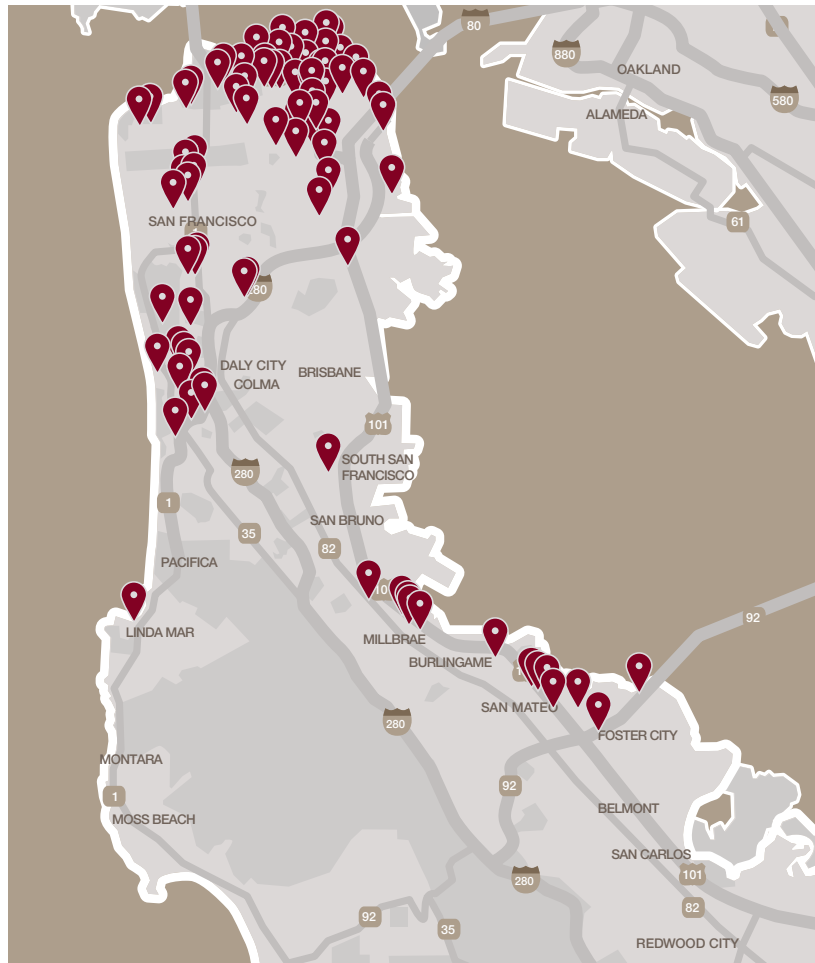 80
880
OAKLAND
580
ALAMEDA
61
SAN FRANCISCO
280
DALY CITY
COLMA
BRISBANE
101
SOUTH SAN
FRANCISCO
280
1
SAN BRUNO
35
82
PACIFICA
LINDA MAR
MILLBRAE
92
BURLINGAME
SAN MATEO
280
FOSTER CITY
MONTARA
92
1
MOSS BEACH
BELMONT
SAN CARLOS
101
280
82
92
35
REDWOOD CITY